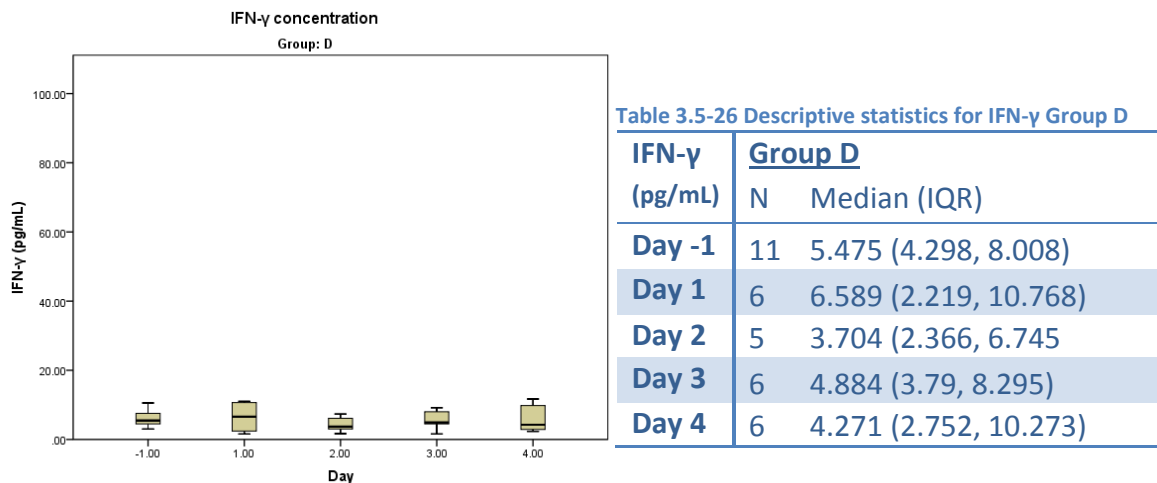 IFN-γ concentration
Group: D
100.00
80.00
60.00
40.00
20.00
.00
IFN-γ (pg/mL)
-1.00
1.00
2.00
3.00
4.00
Day
Table 3.5-26 Descriptive statistics for IFN-γ Group D
IFN-γ Group D
(pg/mL) N Median (IQR)
Day -1 11 5.475 (4.298, 8.008)
Day 1 6 6.589 (2.219, 10.768)
Day 2 5 3.704 (2.366, 6.745
Day 3 6 4.884 (3.79, 8.295)
Day 4 6 4.271 (2.752, 10.273)